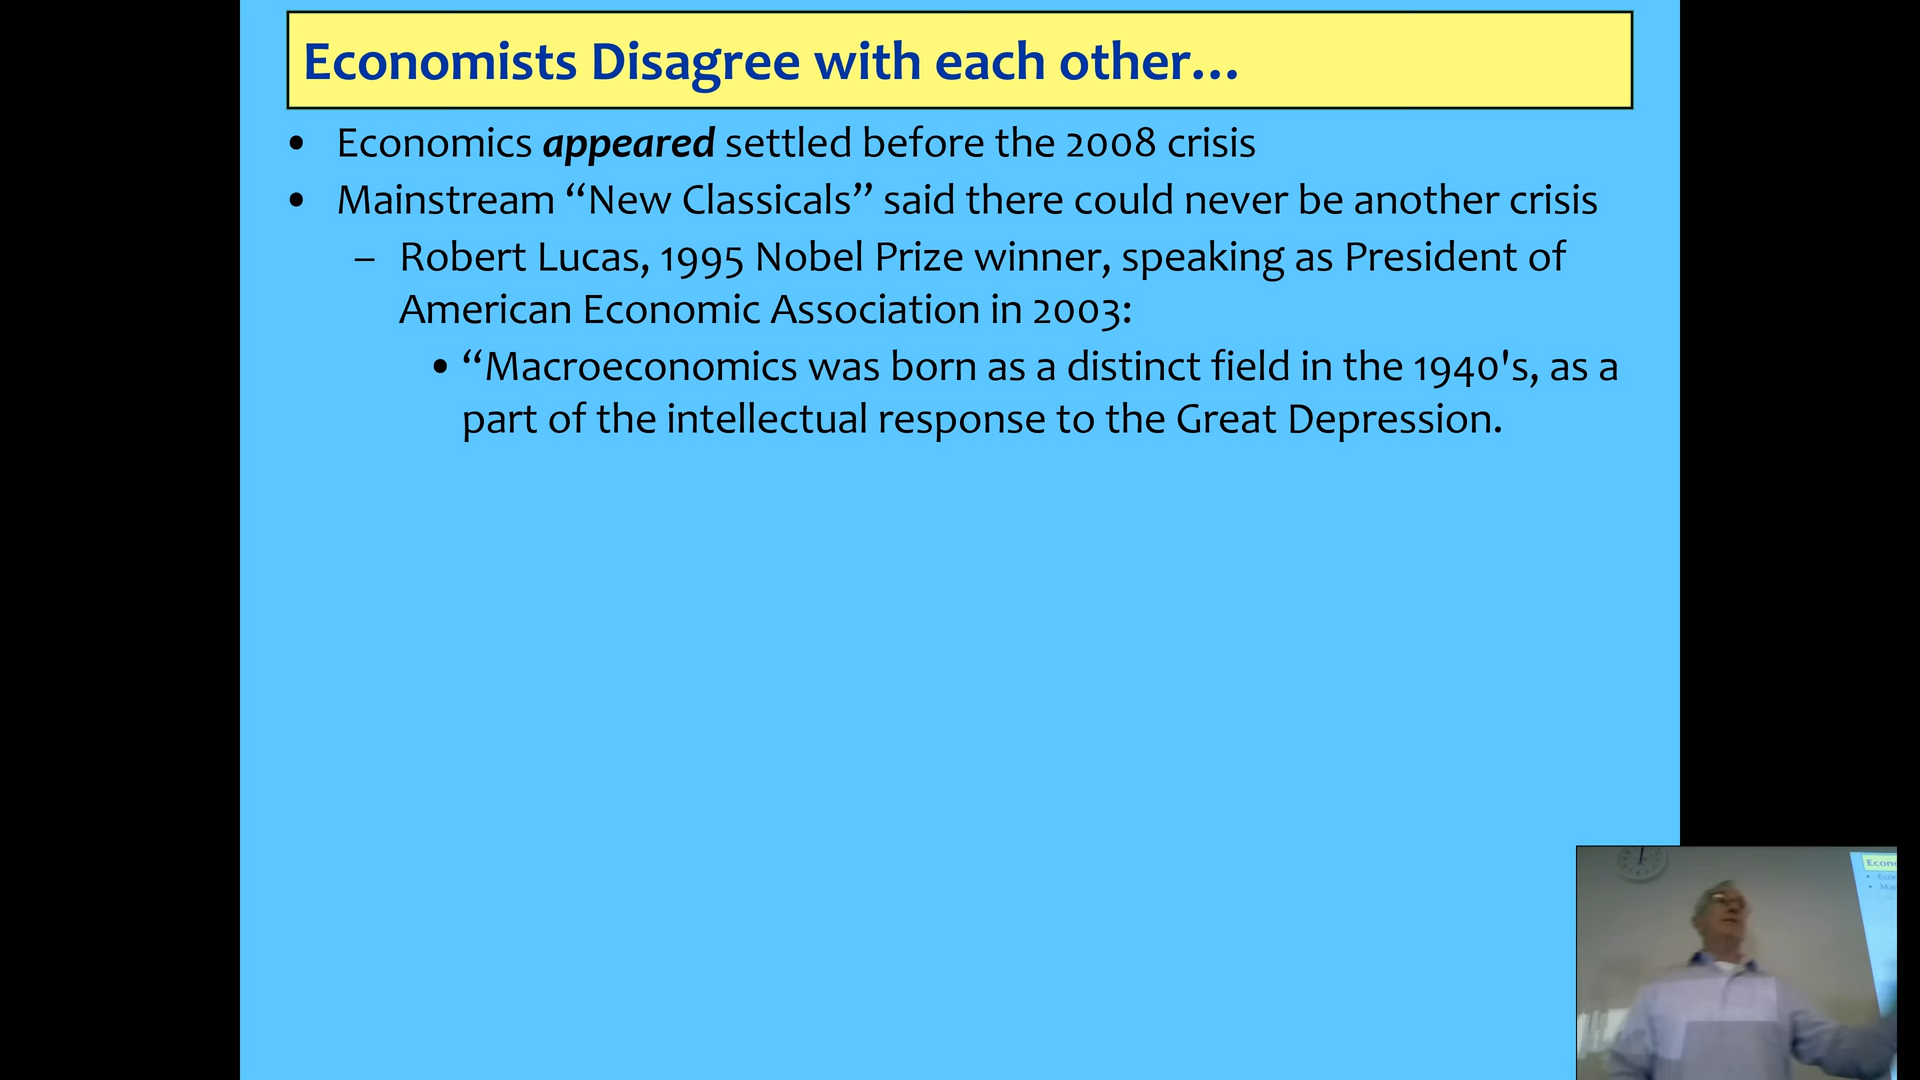 Economists Disagree with each other...
• Economics appeared settled before the 2008 crisis
• Mainstream “New Classicals” said there could never be another crisis
– Robert Lucas, 1995 Nobel Prize winner, speaking as President of
American Economic Association in 2003:
• “Macroeconomics was born as a distinct field in the 1940's, as a
part of the intellectual response to the Great Depression.